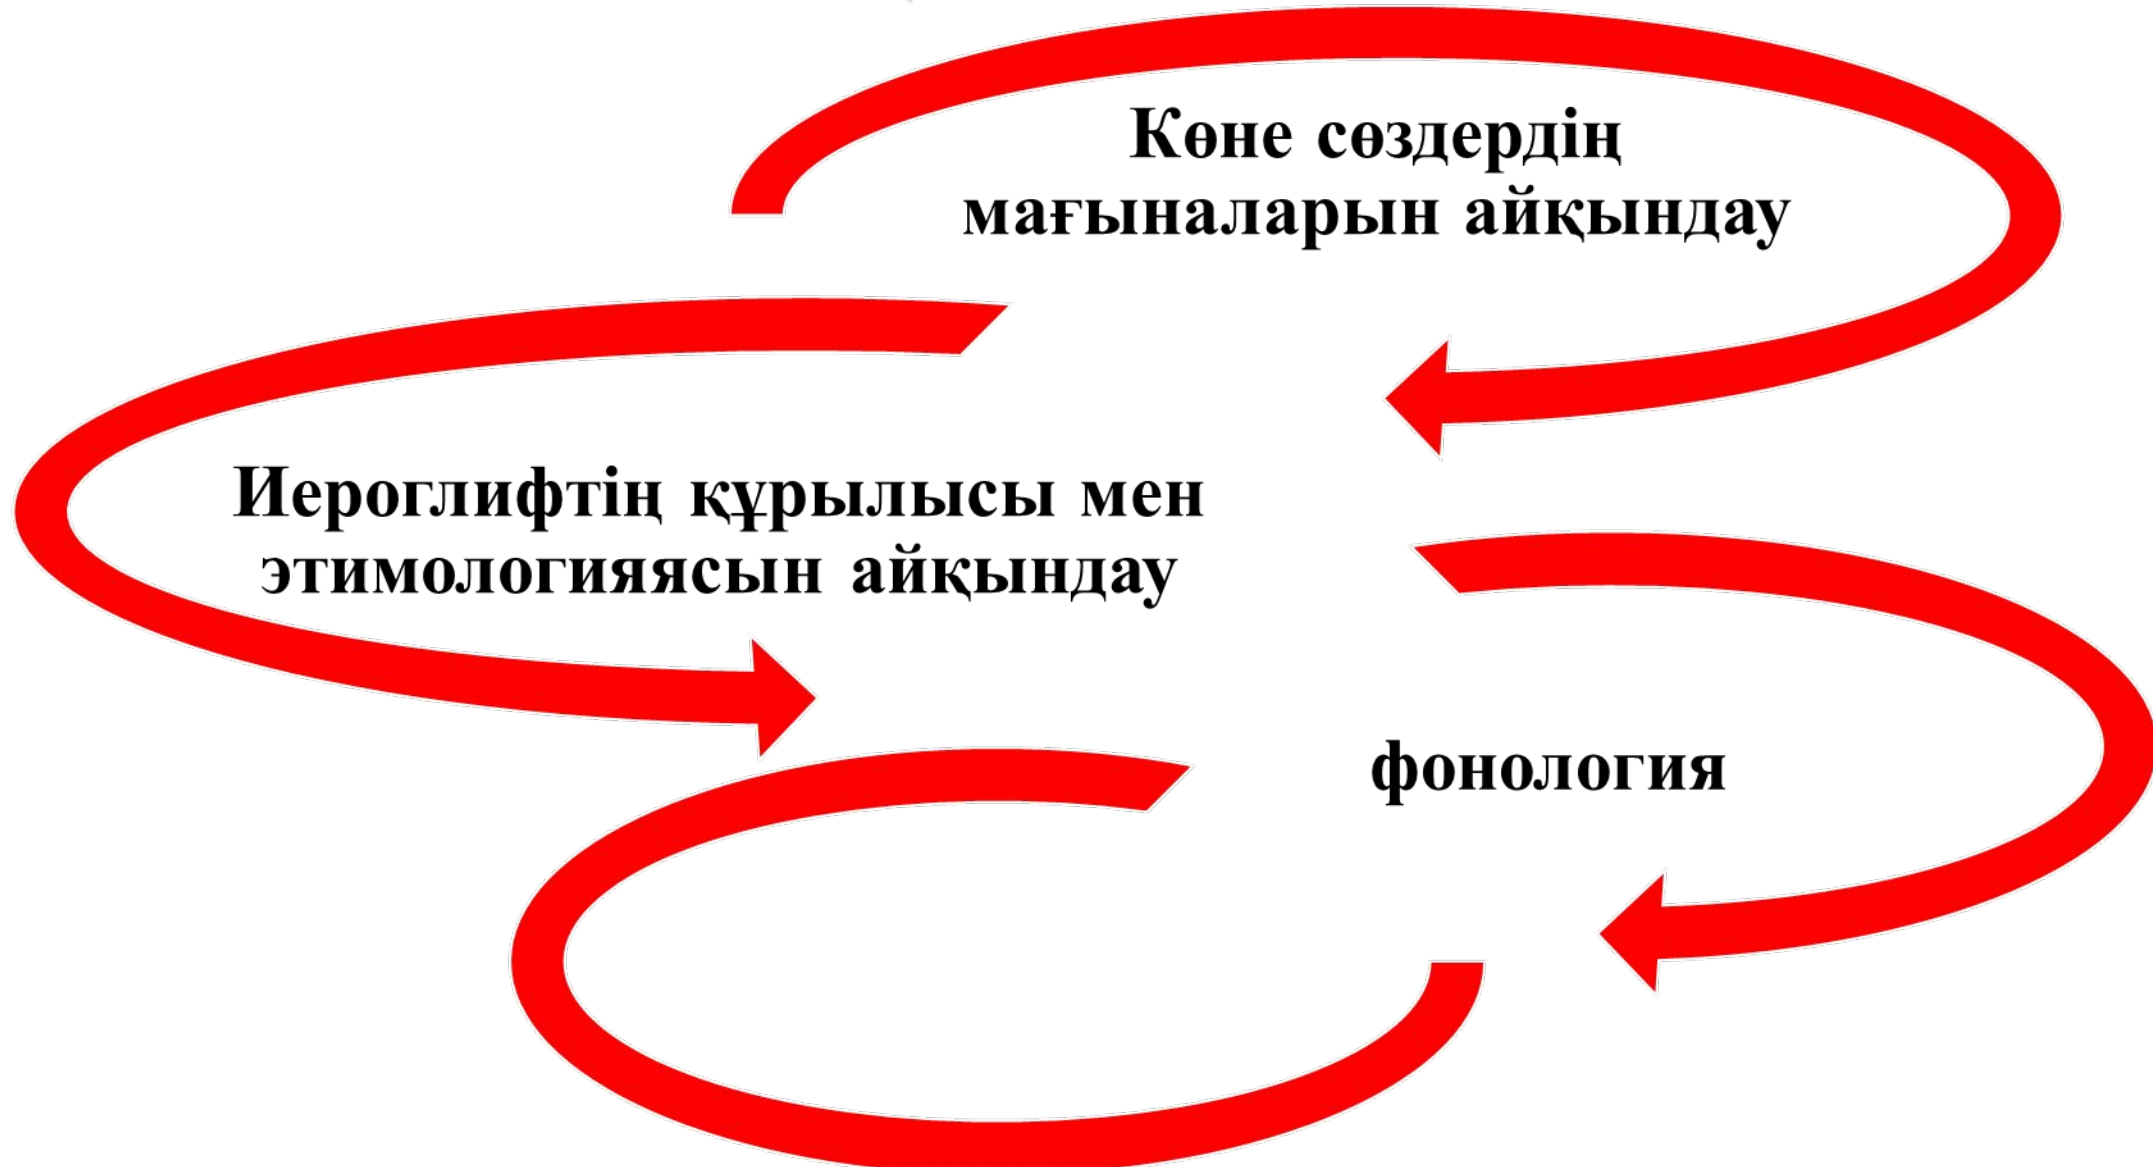 Көне сөздердің
мағыналарын айқындау
Иероглифтің құрылысы мен
этимологияясын айқындау
фонология